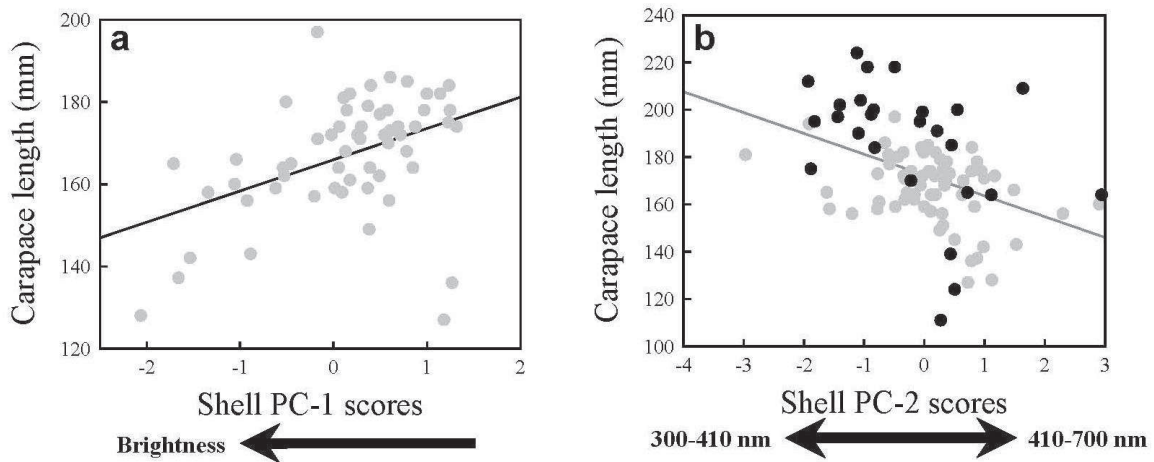 a
Carapace length (mm)
200
180
160
140
120
-2 -1 0 1 2
Shell PC-1 scores
Brightness
b
Carapace length (mm)
240
220
200
180
160
140
120
100
-4 -3 -2 -1 0 1 2 3
Shell PC-2 scores
300-410 nm 410-700 nm